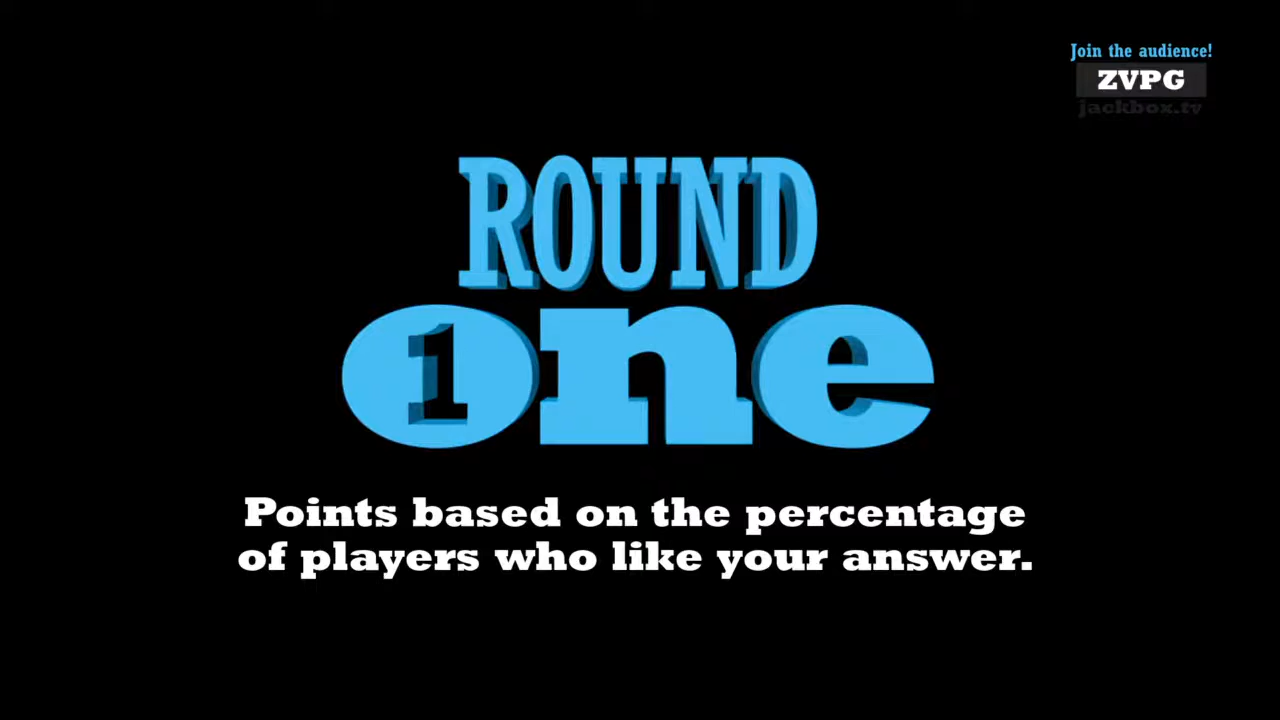 Join the audience!
ZVPG
jackbox.tv
ROUND
One
1
Points based on the percentage
of players who like your answer.